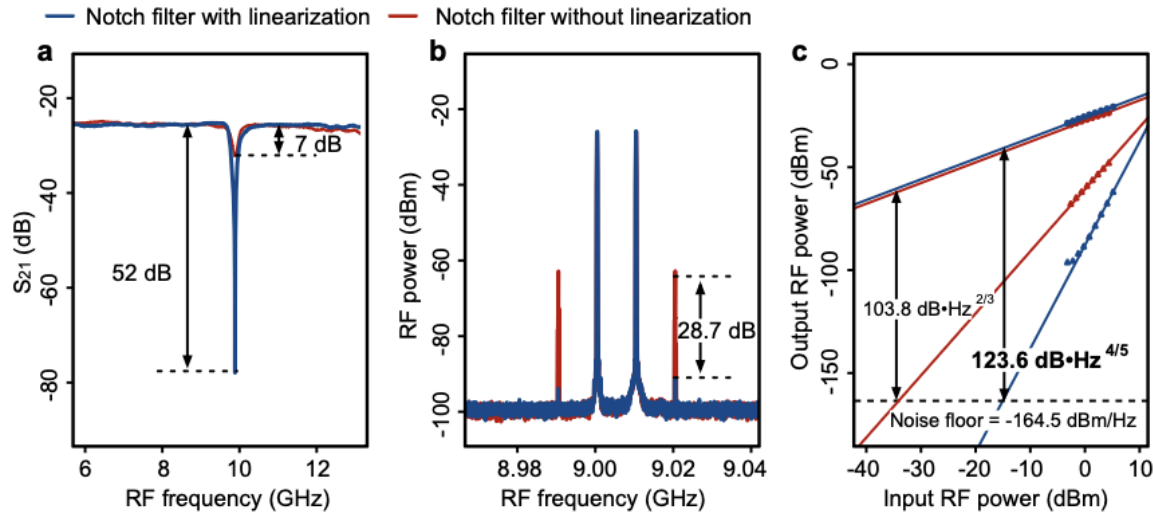 Notch filter with linearization
Notch filter without linearization
a
S21 (dB)
-20
-40
-60
-80
52 dB
7 dB
6
8
10
12
RF frequency (GHz)
b
RF power (dBm)
-20
-40
-60
-80
-100
28.7 dB
8.98
9.00
9.02
9.04
RF frequency (GHz)
c
Output RF power (dBm)
0
-50
-100
-150
103.8 dB•Hz 2/3
123.6 dB•Hz 4/5
Noise floor = -164.5 dBm/Hz
-40
-30
-20
-10
0
10
Input RF power (dBm)